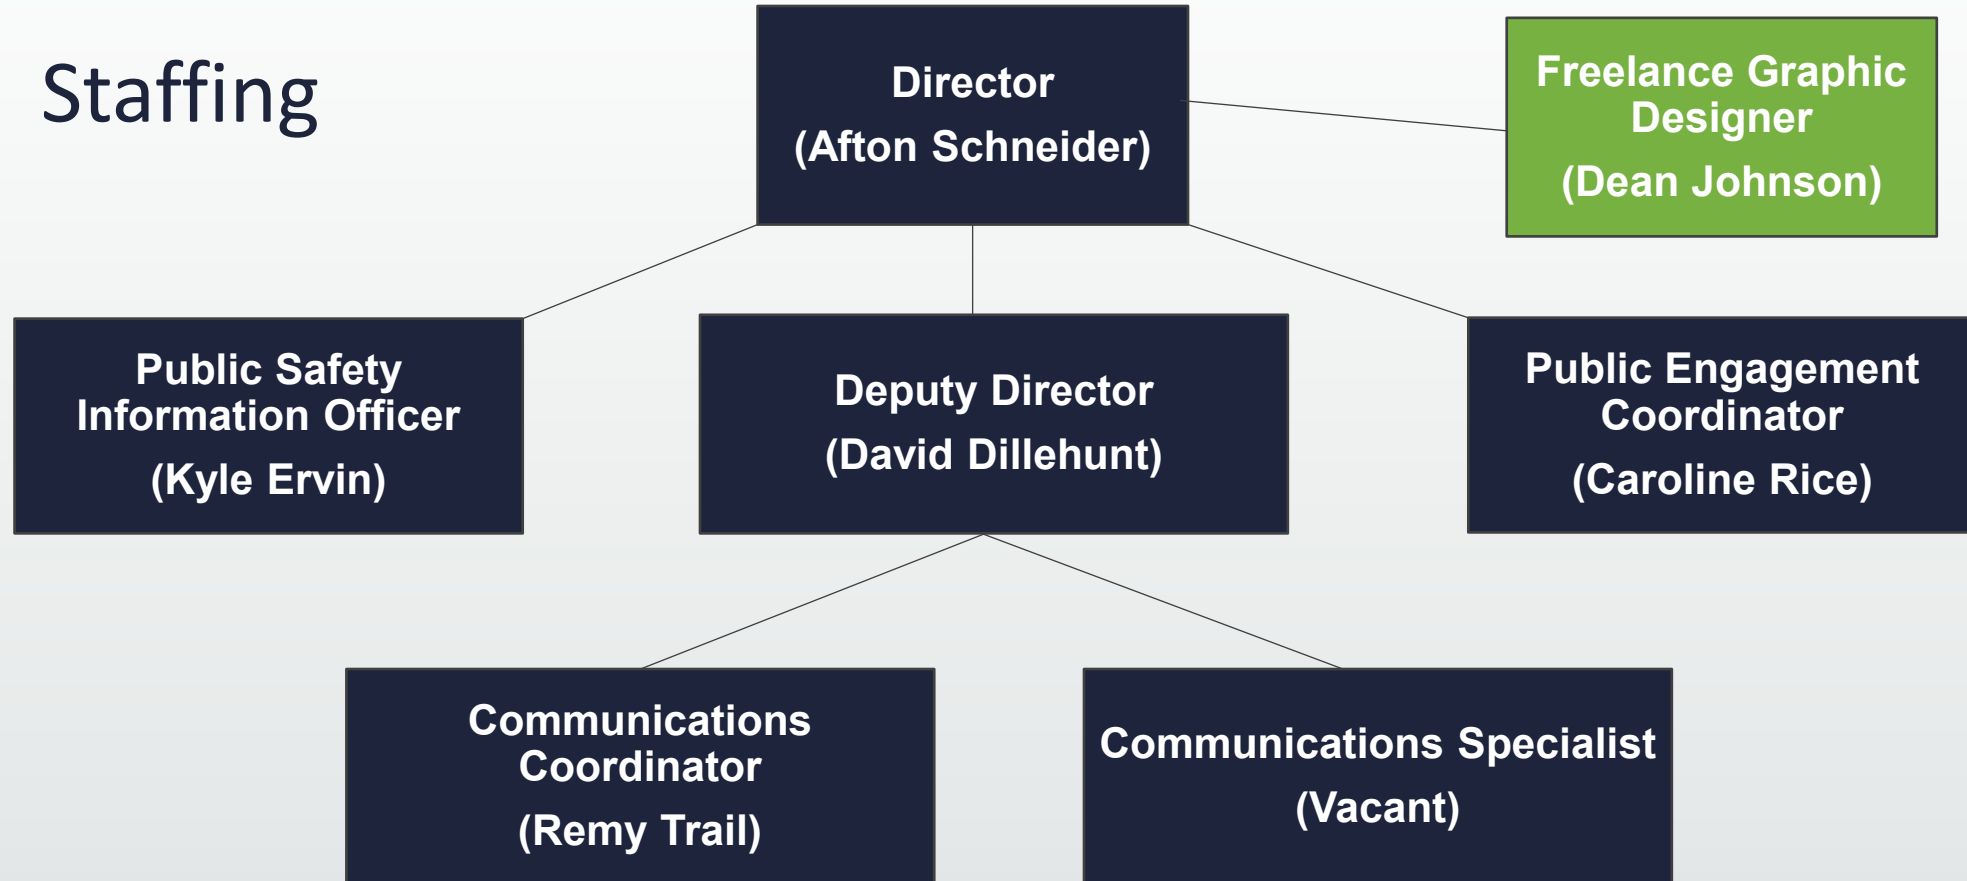 Staffing
Director
(Afton Schneider)
Freelance Graphic
Designer
(Dean Johnson)
Public Safety
Information Officer
(Kyle Ervin)
Deputy Director
(David Dillehunt)
Public Engagement
Coordinator
(Caroline Rice)
Communications
Coordinator
(Remy Trail)
Communications Specialist
(Vacant)